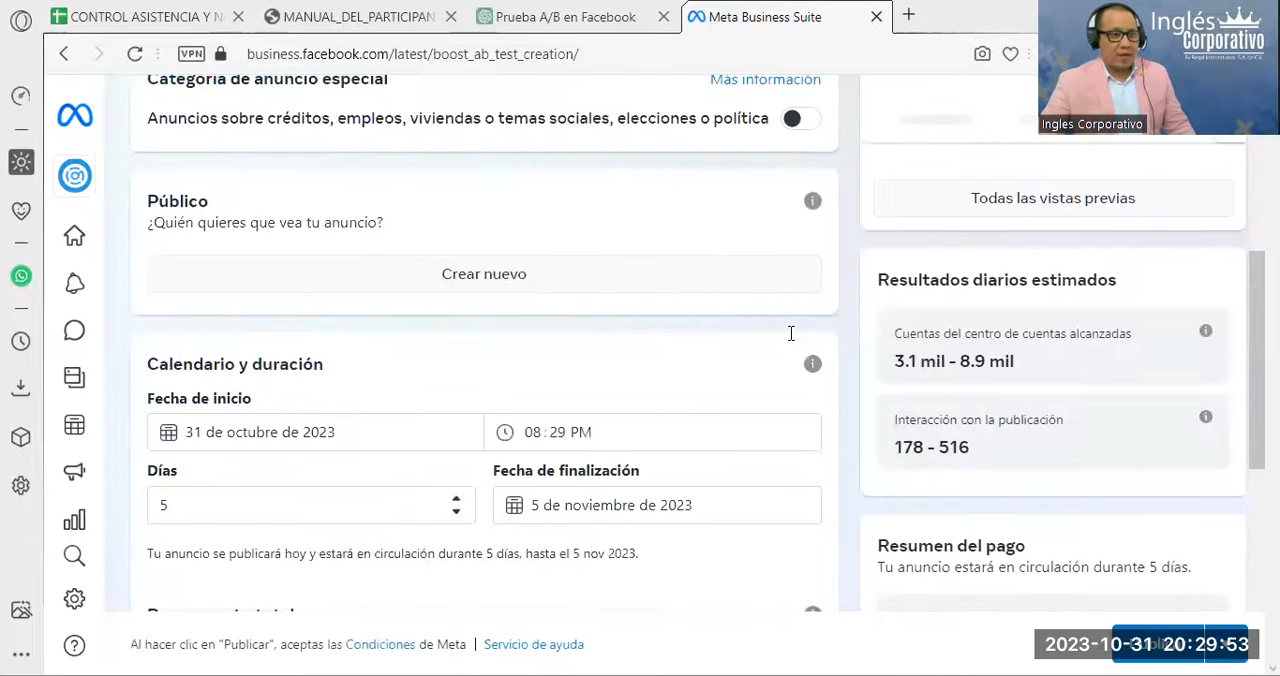 CONTROL ASISTENCIA Y N
MANUAL_DEL_PARTICIPAN
Prueba A/B en Facebook
Meta Business Suite
VPN
business.facebook.com/latest/boost_ab_test_creation/
Inglés
Corporativo
Ingles Corporativo
Categoría de anuncio especial
Más información
Anuncios sobre créditos, empleos, viviendas o temas sociales, elecciones o política
Público
¿Quién quieres que vea tu anuncio?
Crear nuevo
Calendario y duración
Fecha de inicio
31 de octubre de 2023
08:29 PM
Días
Fecha de finalización
5
5 de noviembre de 2023
Tu anuncio se publicará hoy y estará en circulación durante 5 días, hasta el 5 nov 2023.
Todas las vistas previas
Resultados diarios estimados
Cuentas del centro de cuentas alcanzadas
3.1 mil - 8.9 mil
Interacción con la publicación
178 - 516
Resumen del pago
Tu anuncio estará en circulación durante 5 días.
Al hacer clic en "Publicar", aceptas las Condiciones de Meta | Servicio de ayuda
2023-10-31 20:29:53